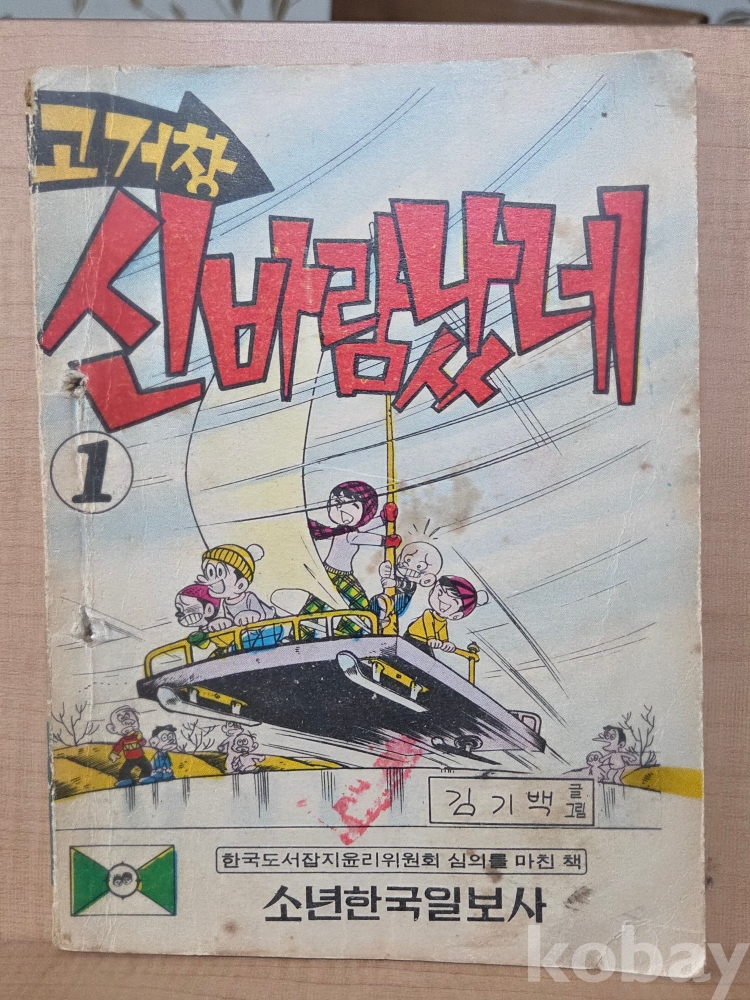 고거참
신바람났네
1
김기백 글
그림
한국도서잡지윤리위원회 심의를 마친 책
소년한국일보사
kobay